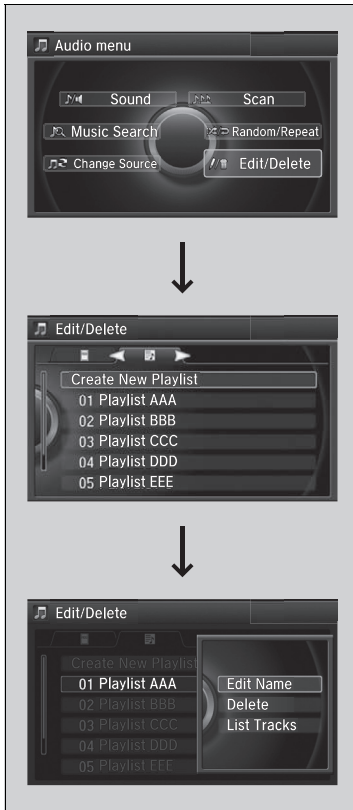 Audio menu
Sound
Scan
Music Search
Random/Repeat
Change Source
Edit/Delete
Edit/Delete
Create New Playlist
01 Playlist AAA
02 Playlist BBB
03 Playlist CCC
04 Playlist DDD
05 Playlist EEE
Edit/Delete
Create New Playlist
01 Playlist AAA
Edit Name
02 Playlist BBB
Delete
03 Playlist CCC
List Tracks
04 Playlist DDD
05 Playlist EEE